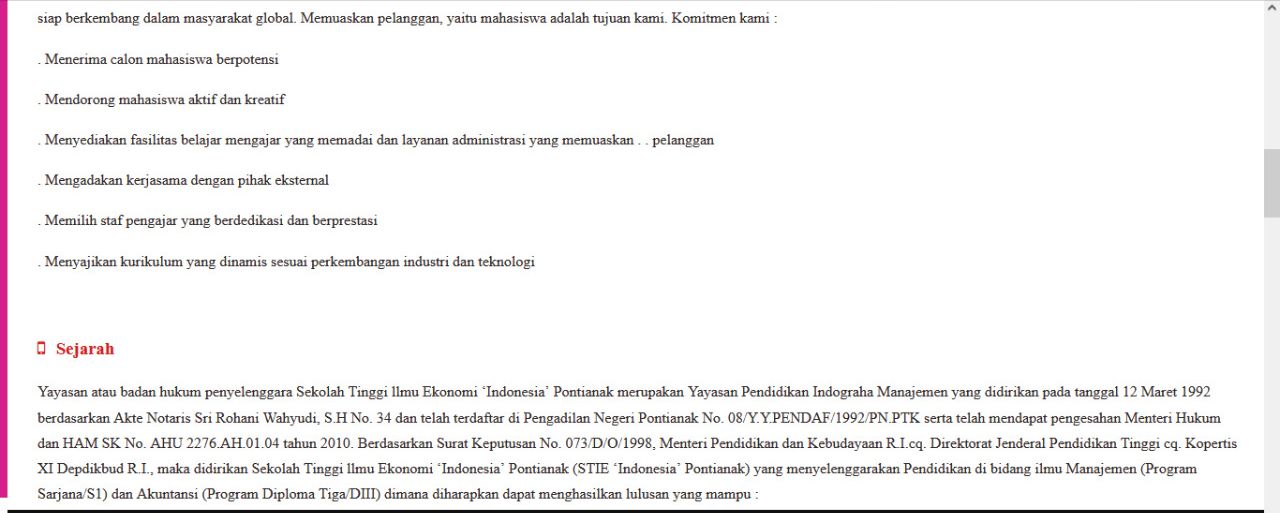 siap berkembang dalam masyarakat global. Memuaskan pelanggan, yaitu mahasiswa adalah tujuan kami. Komitmen kami :
. Menerima calon mahasiswa berpotensi
. Mendorong mahasiswa aktif dan kreatif
. Menyediakan fasilitas belajar mengajar yang memadai dan layanan administrasi yang memuaskan . . pelanggan
. Mengadakan kerjasama dengan pihak eksternal
. Memilih staf pengajar yang berdedikasi dan berprestasi
. Menyajikan kurikulum yang dinamis sesuai perkembangan industri dan teknologi
Sejarah
Yayasan atau badan hukum penyelenggara Sekolah Tinggi Ilmu Ekonomi ‘Indonesia’ Pontianak merupakan Yayasan Pendidikan Indograha Manajemen yang didirikan pada tanggal 12 Maret 1992
berdasarkan Akte Notaris Sri Rohani Wahyudi, S.H No. 34 dan telah terdaftar di Pengadilan Negeri Pontianak No. 08/Y.Y.PENDAF/1992/PN.PTK serta telah mendapat pengesahan Menteri Hukum
dan HAM SK No. AHU 2276.AH.01.04 tahun 2010. Berdasarkan Surat Keputusan No. 073/D/O/1998, Menteri Pendidikan dan Kebudayaan R.I.cq. Direktorat Jenderal Pendidikan Tinggi cq. Kopertis
XI Depdikbud R.I., maka didirikan Sekolah Tinggi Ilmu Ekonomi ‘Indonesia’ Pontianak (STIE ‘Indonesia’ Pontianak) yang menyelenggarakan Pendidikan di bidang ilmu Manajemen (Program
Sarjana/S1) dan Akuntansi (Program Diploma Tiga/DIII) dimana diharapkan dapat menghasilkan lulusan yang mampu :